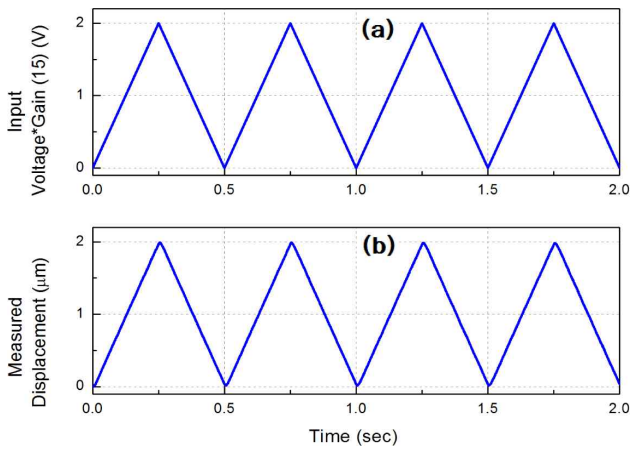 (a)
Input
Voltage*Gain (15) (V)
2
1
0
0.0 0.5 1.0 1.5 2.0
(b)
Measured
Displacement (μm)
2
1
0
0.0 0.5 1.0 1.5 2.0
Time (sec)